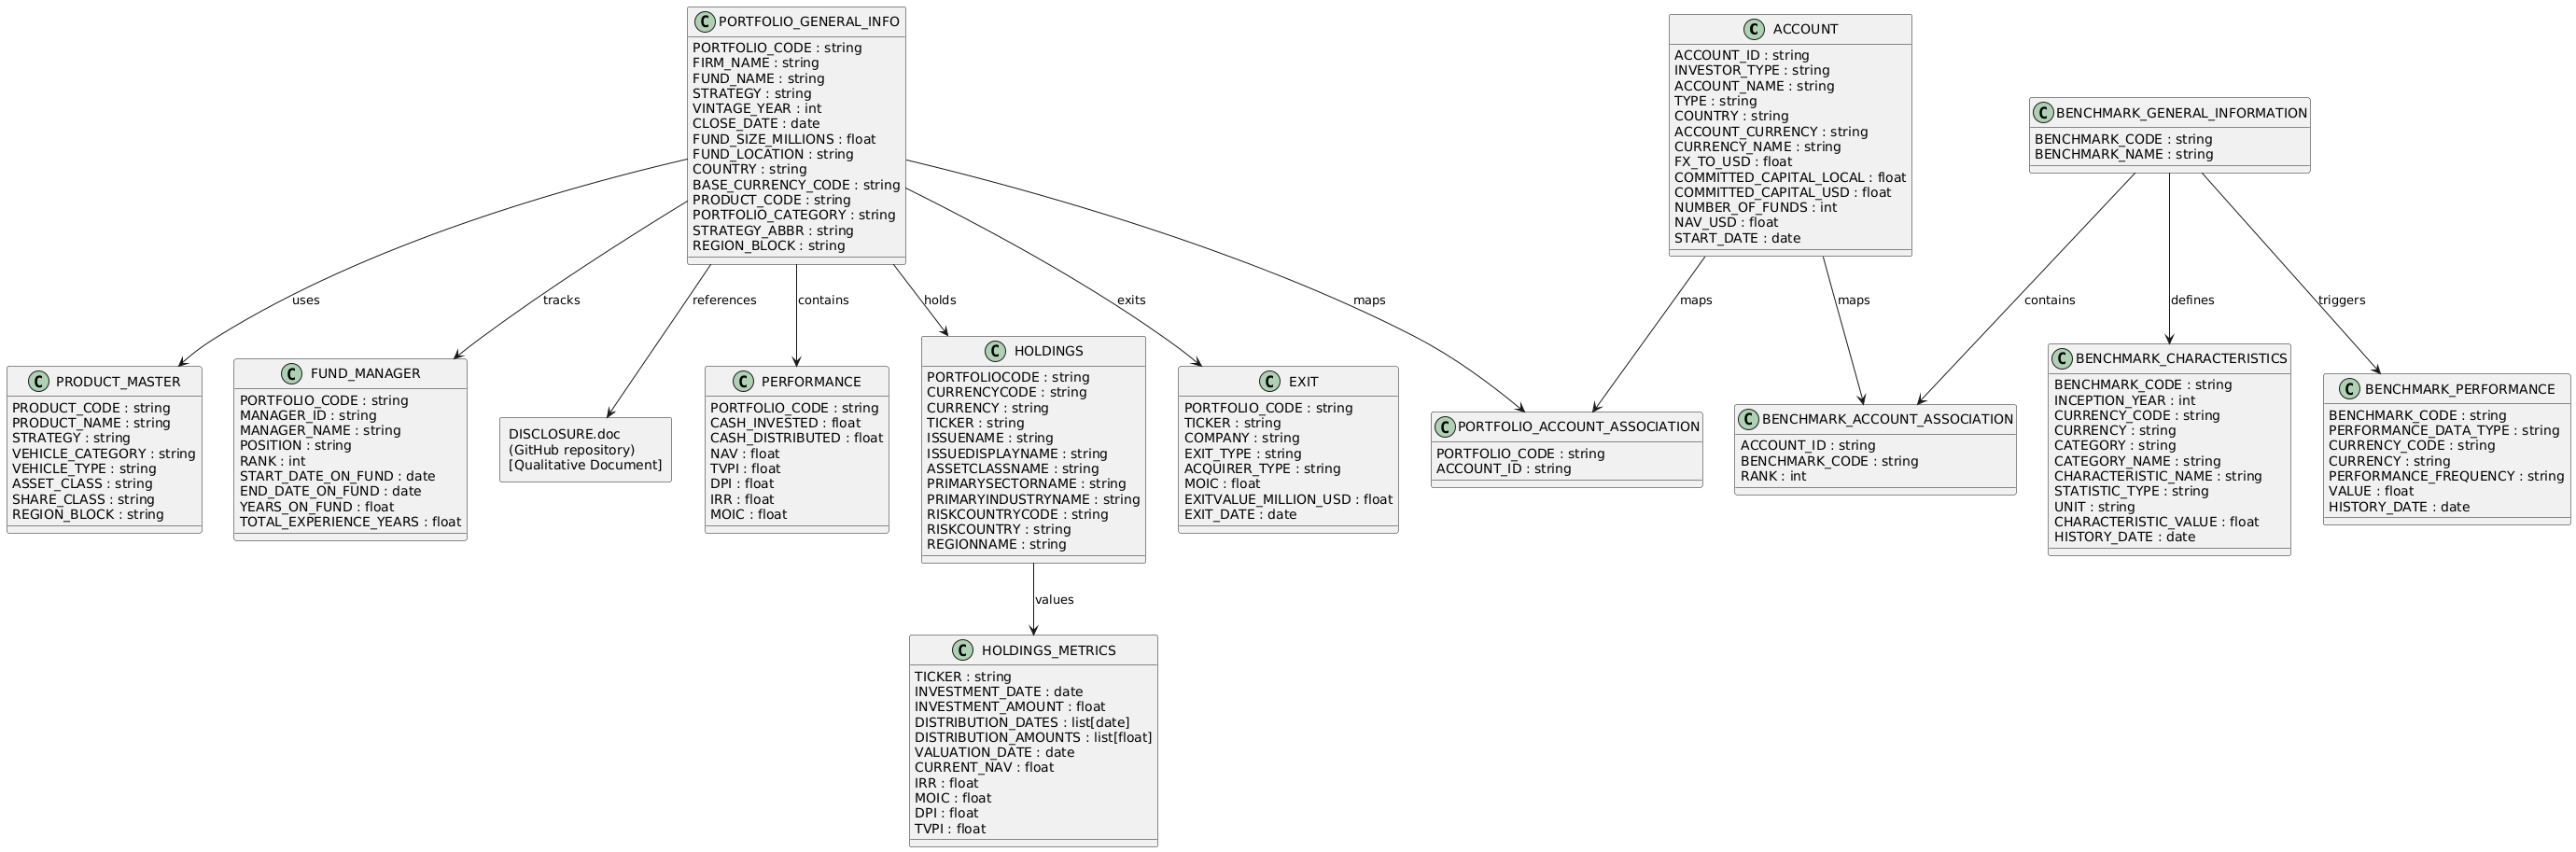 C PORTFOLIO_GENERAL_INFO
PORTFOLIO_CODE : string
FIRM_NAME : string
FUND_NAME : string
STRATEGY : string
VINTAGE_YEAR : int
CLOSE_DATE : date
FUND_SIZE_MILLIONS : float
FUND_LOCATION : string
COUNTRY : string
BASE_CURRENCY_CODE : string
PRODUCT_CODE : string
PORTFOLIO_CATEGORY : string
STRATEGY_ABBR : string
REGION_BLOCK : string
C ACCOUNT
ACCOUNT_ID : string
INVESTOR_TYPE : string
ACCOUNT_NAME : string
TYPE : string
COUNTRY : string
ACCOUNT_CURRENCY : string
CURRENCY_NAME : string
FX_TO_USD : float
COMMITTED_CAPITAL_LOCAL : float
COMMITTED_CAPITAL_USD : float
NUMBER_OF_FUNDS : int
NAV_USD : float
START_DATE : date
C BENCHMARK_GENERAL_INFORMATION
BENCHMARK_CODE : string
BENCHMARK_NAME : string
uses
tracks
references
contains
holds
exits
maps
maps
maps
contains
defines
triggers
C PRODUCT_MASTER
PRODUCT_CODE : string
PRODUCT_NAME : string
STRATEGY : string
VEHICLE_CATEGORY : string
VEHICLE_TYPE : string
ASSET_CLASS : string
SHARE_CLASS : string
REGION_BLOCK : string
C FUND_MANAGER
PORTFOLIO_CODE : string
MANAGER_ID : string
MANAGER_NAME : string
POSITION : string
RANK : int
START_DATE_ON_FUND : date
END_DATE_ON_FUND : date
YEARS_ON_FUND : float
TOTAL_EXPERIENCE_YEARS : float
DISCLOSURE.doc
(GitHub repository)
[Qualitative Document]
C PERFORMANCE
PORTFOLIO_CODE : string
CASH_INVESTED : float
CASH_DISTRIBUTED : float
NAV : float
TVPI : float
DPI : float
IRR : float
MOIC : float
C HOLDINGS
PORTFOLIOCODE : string
CURRENCYCODE : string
CURRENCY : string
TICKER : string
ISSUENAME : string
ISSUEDISPLAYNAME : string
ASSETCLASSNAME : string
PRIMARYSECTORNAME : string
PRIMARYINDUSTRYNAME : string
RISKCOUNTRYCODE : string
RISKCOUNTRY : string
REGIONNAME : string
C EXIT
PORTFOLIO_CODE : string
TICKER : string
COMPANY : string
EXIT_TYPE : string
ACQUIRER_TYPE : string
MOIC : float
EXITVALUE_MILLION_USD : float
EXIT_DATE : date
C PORTFOLIO_ACCOUNT_ASSOCIATION
PORTFOLIO_CODE : string
ACCOUNT_ID : string
C BENCHMARK_ACCOUNT_ASSOCIATION
ACCOUNT_ID : string
BENCHMARK_CODE : string
RANK : int
C BENCHMARK_CHARACTERISTICS
BENCHMARK_CODE : string
INCEPTION_YEAR : int
CURRENCY_CODE : string
CURRENCY : string
CATEGORY : string
CATEGORY_NAME : string
CHARACTERISTIC_NAME : string
STATISTIC_TYPE : string
UNIT : string
CHARACTERISTIC_VALUE : float
HISTORY_DATE : date
C BENCHMARK_PERFORMANCE
BENCHMARK_CODE : string
PERFORMANCE_DATA_TYPE : string
CURRENCY_CODE : string
CURRENCY : string
PERFORMANCE_FREQUENCY : string
VALUE : float
HISTORY_DATE : date
values
C HOLDINGS_METRICS
TICKER : string
INVESTMENT_DATE : date
INVESTMENT_AMOUNT : float
DISTRIBUTION_DATES : list[date]
DISTRIBUTION_AMOUNTS : list[float]
VALUATION_DATE : date
CURRENT_NAV : float
IRR : float
MOIC : float
DPI : float
TVPI : float